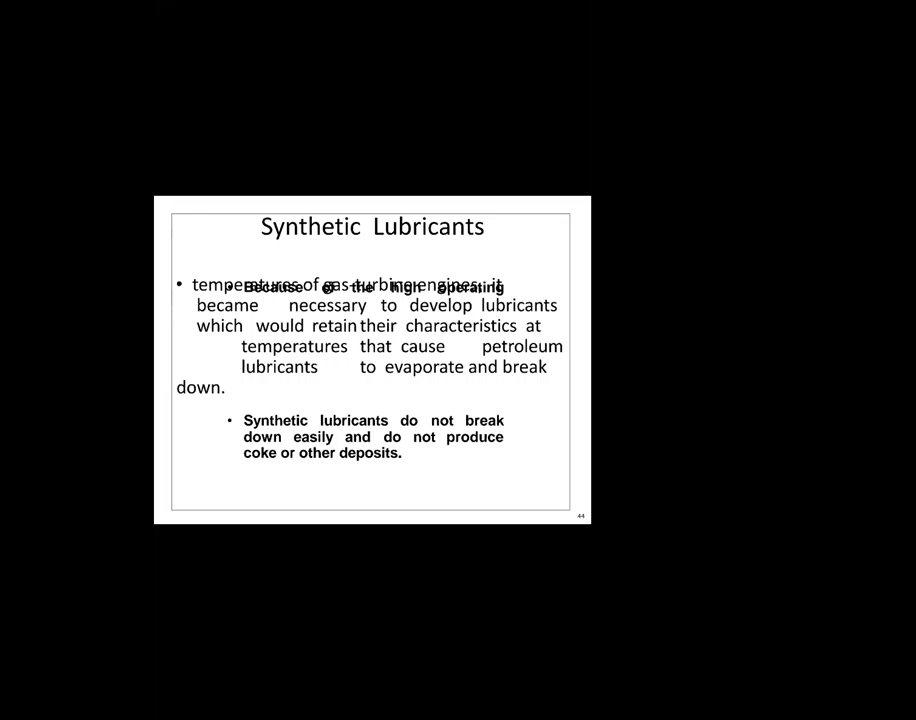 Synthetic Lubricants
• Because of the high operating
• temperatures of gas-turbine engines, it
became necessary to develop lubricants
which would retain their characteristics at
temperatures that cause petroleum
lubricants to evaporate and break
down.
• Synthetic lubricants do not break
down easily and do not produce
coke or other deposits.
44